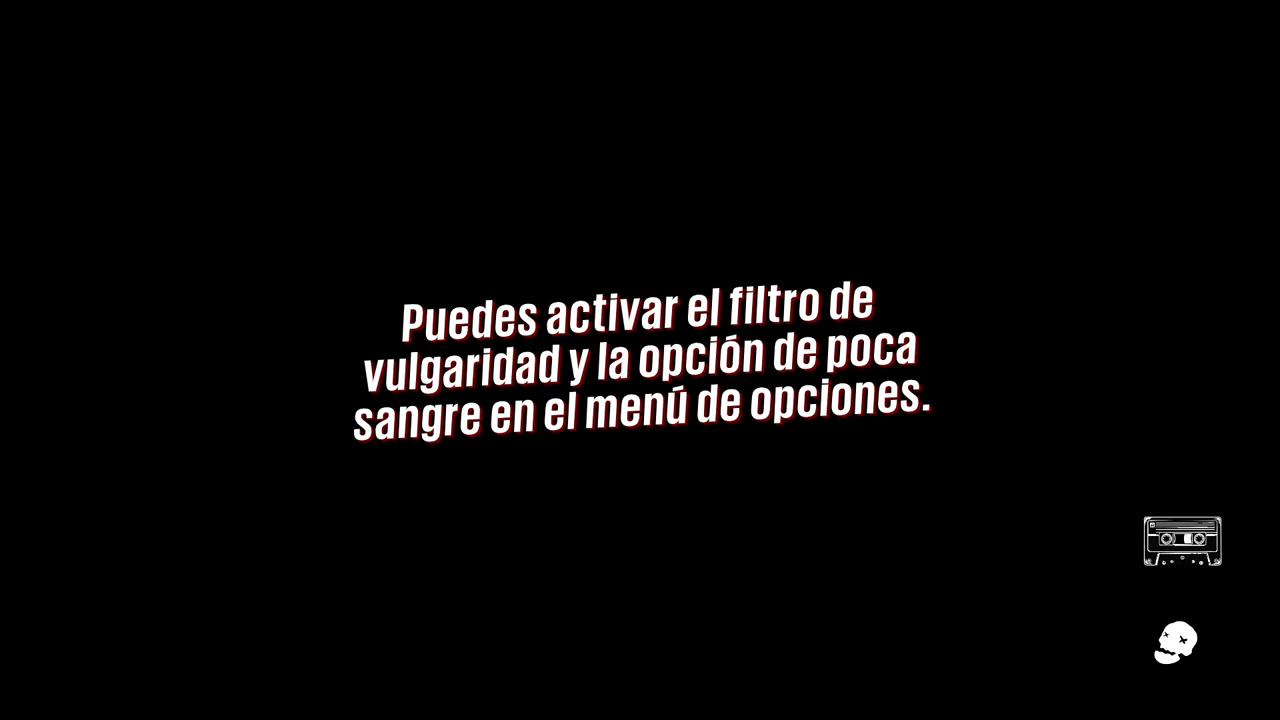 Puedes activar el filtro de
vulgaridad y la opción de poca
sangre en el menú de opciones.